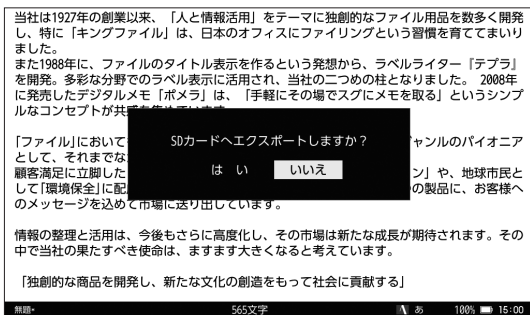 当社は1927年の創業以来、「人と情報活用」をテーマに独創的なファイル用品を数多く開発
し、特に「キングファイル」は、日本のオフィスにファイリングという習慣を育ててまいり
ました。
また1988年に、ファイルのタイトル表示を作るという発想から、ラベルライター『テプラ』
を開発。多彩な分野でのラベル表示に活用され、当社の二つめの柱となりました。 2008年
に発売したデジタルメモ「ポメラ」は、「手軽にその場でスグにメモを取る」というシンプ
ルなコンセプトが共感を集めています。
「ファイル」において ャンルのパイオニア
として、それまでな
顧客満足に立脚した ン」や、地球市民と
して「環境保全」に配 の製品に、お客様へ
のメッセージを込めて市場に送り出しています。
SDカードへエクスポートしますか？
はい いいえ
情報の整理と活用は、今後もさらに高度化し、その市場は新たな成長が期待されます。その
中で当社の果たすべき使命は、ますます大きくなると考えています。
「独創的な商品を開発し、新たな文化の創造をもって社会に貢献する」
無題* 565文字 あ 100% 15:00